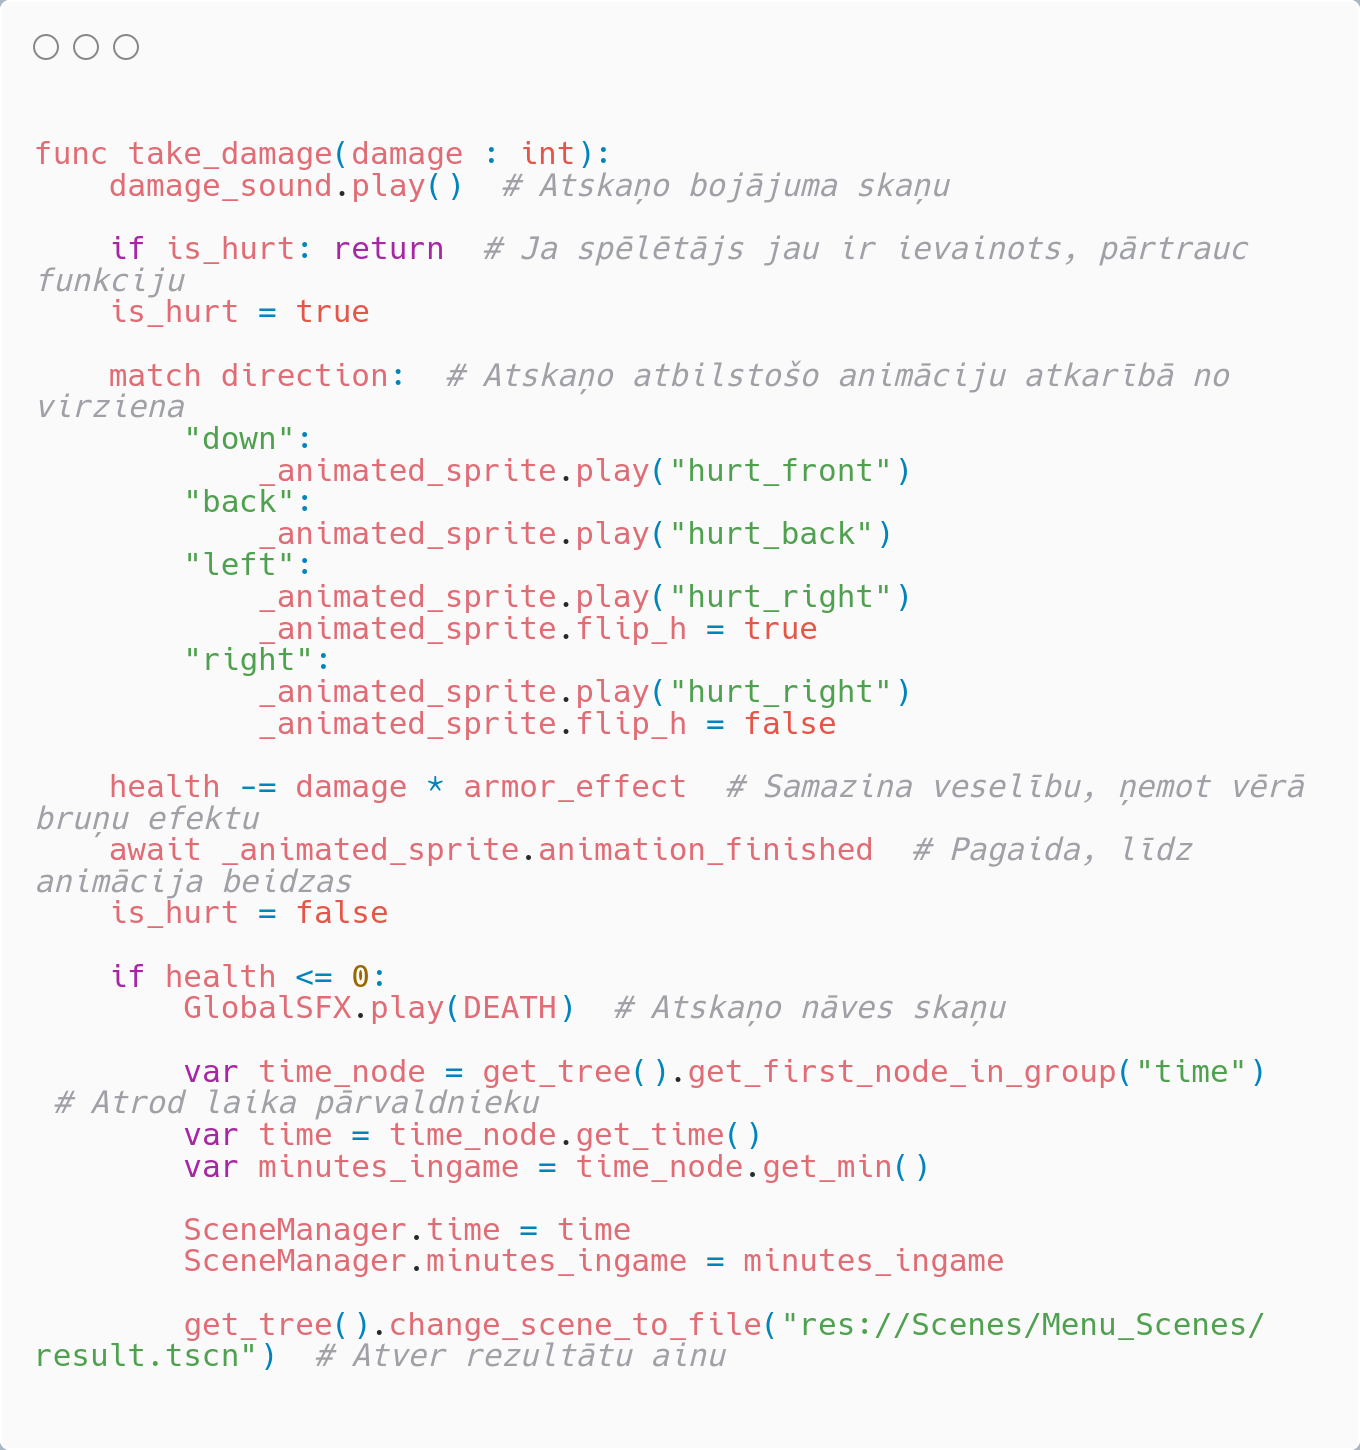 func take_damage(damage : int):
    damage_sound.play()  # Atskaņo bojājuma skaņu

    if is_hurt: return  # Ja spēlētājs jau ir ievainots, pārtrauc
funkciju
    is_hurt = true

    match direction:  # Atskaņo atbilstošo animāciju atkarībā no
virziena
        "down":
            _animated_sprite.play("hurt_front")
        "back":
            _animated_sprite.play("hurt_back")
        "left":
            _animated_sprite.play("hurt_right")
            _animated_sprite.flip_h = true
        "right":
            _animated_sprite.play("hurt_right")
            _animated_sprite.flip_h = false

    health -= damage * armor_effect  # Samazina veselību, ņemot vērā
bruņu efektu
    await _animated_sprite.animation_finished  # Pagaida, līdz
animācija beidzas
    is_hurt = false

    if health <= 0:
        GlobalSFX.play(DEATH)  # Atskaņo nāves skaņu

        var time_node = get_tree().get_first_node_in_group("time")
 # Atrod laika pārvaldnieku
        var time = time_node.get_time()
        var minutes_ingame = time_node.get_min()

        SceneManager.time = time
        SceneManager.minutes_ingame = minutes_ingame

        get_tree().change_scene_to_file("res://Scenes/Menu_Scenes/
result.tscn")  # Atver rezultātu ainu